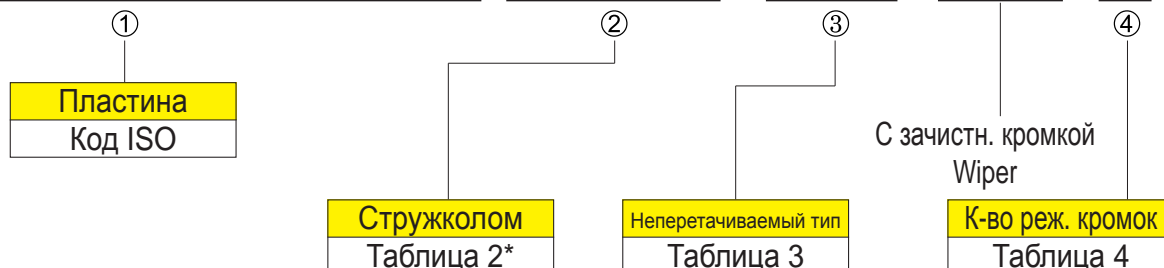 ① ② ③ ④
Пластина
Код ISO
С зачистн. кромкой
Wiper
Стружколом
Таблица 2*
Неперетачиваемый тип
Таблица 3
К-во реж. кромок
Таблица 4